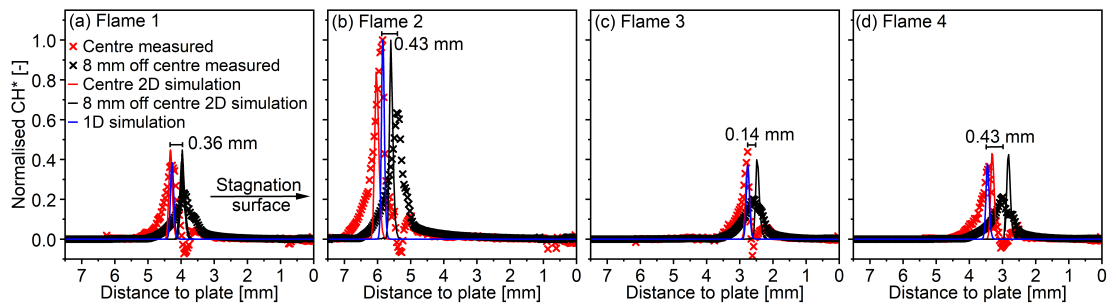 (a) Flame 1
(b) Flame 2
(c) Flame 3
(d) Flame 4
Normalised CH* [-]
1.0
0.8
0.6
0.4
0.2
0.0
Centre measured
8 mm off centre measured
Centre 2D simulation
8 mm off centre 2D simulation
1D simulation
0.36 mm
Stagnation
surface
0.43 mm
0.14 mm
0.43 mm
7 6 5 4 3 2 1 0
7 6 5 4 3 2 1 0
7 6 5 4 3 2 1 0
7 6 5 4 3 2 1 0
Distance to plate [mm]
Distance to plate [mm]
Distance to plate [mm]
Distance to plate [mm]